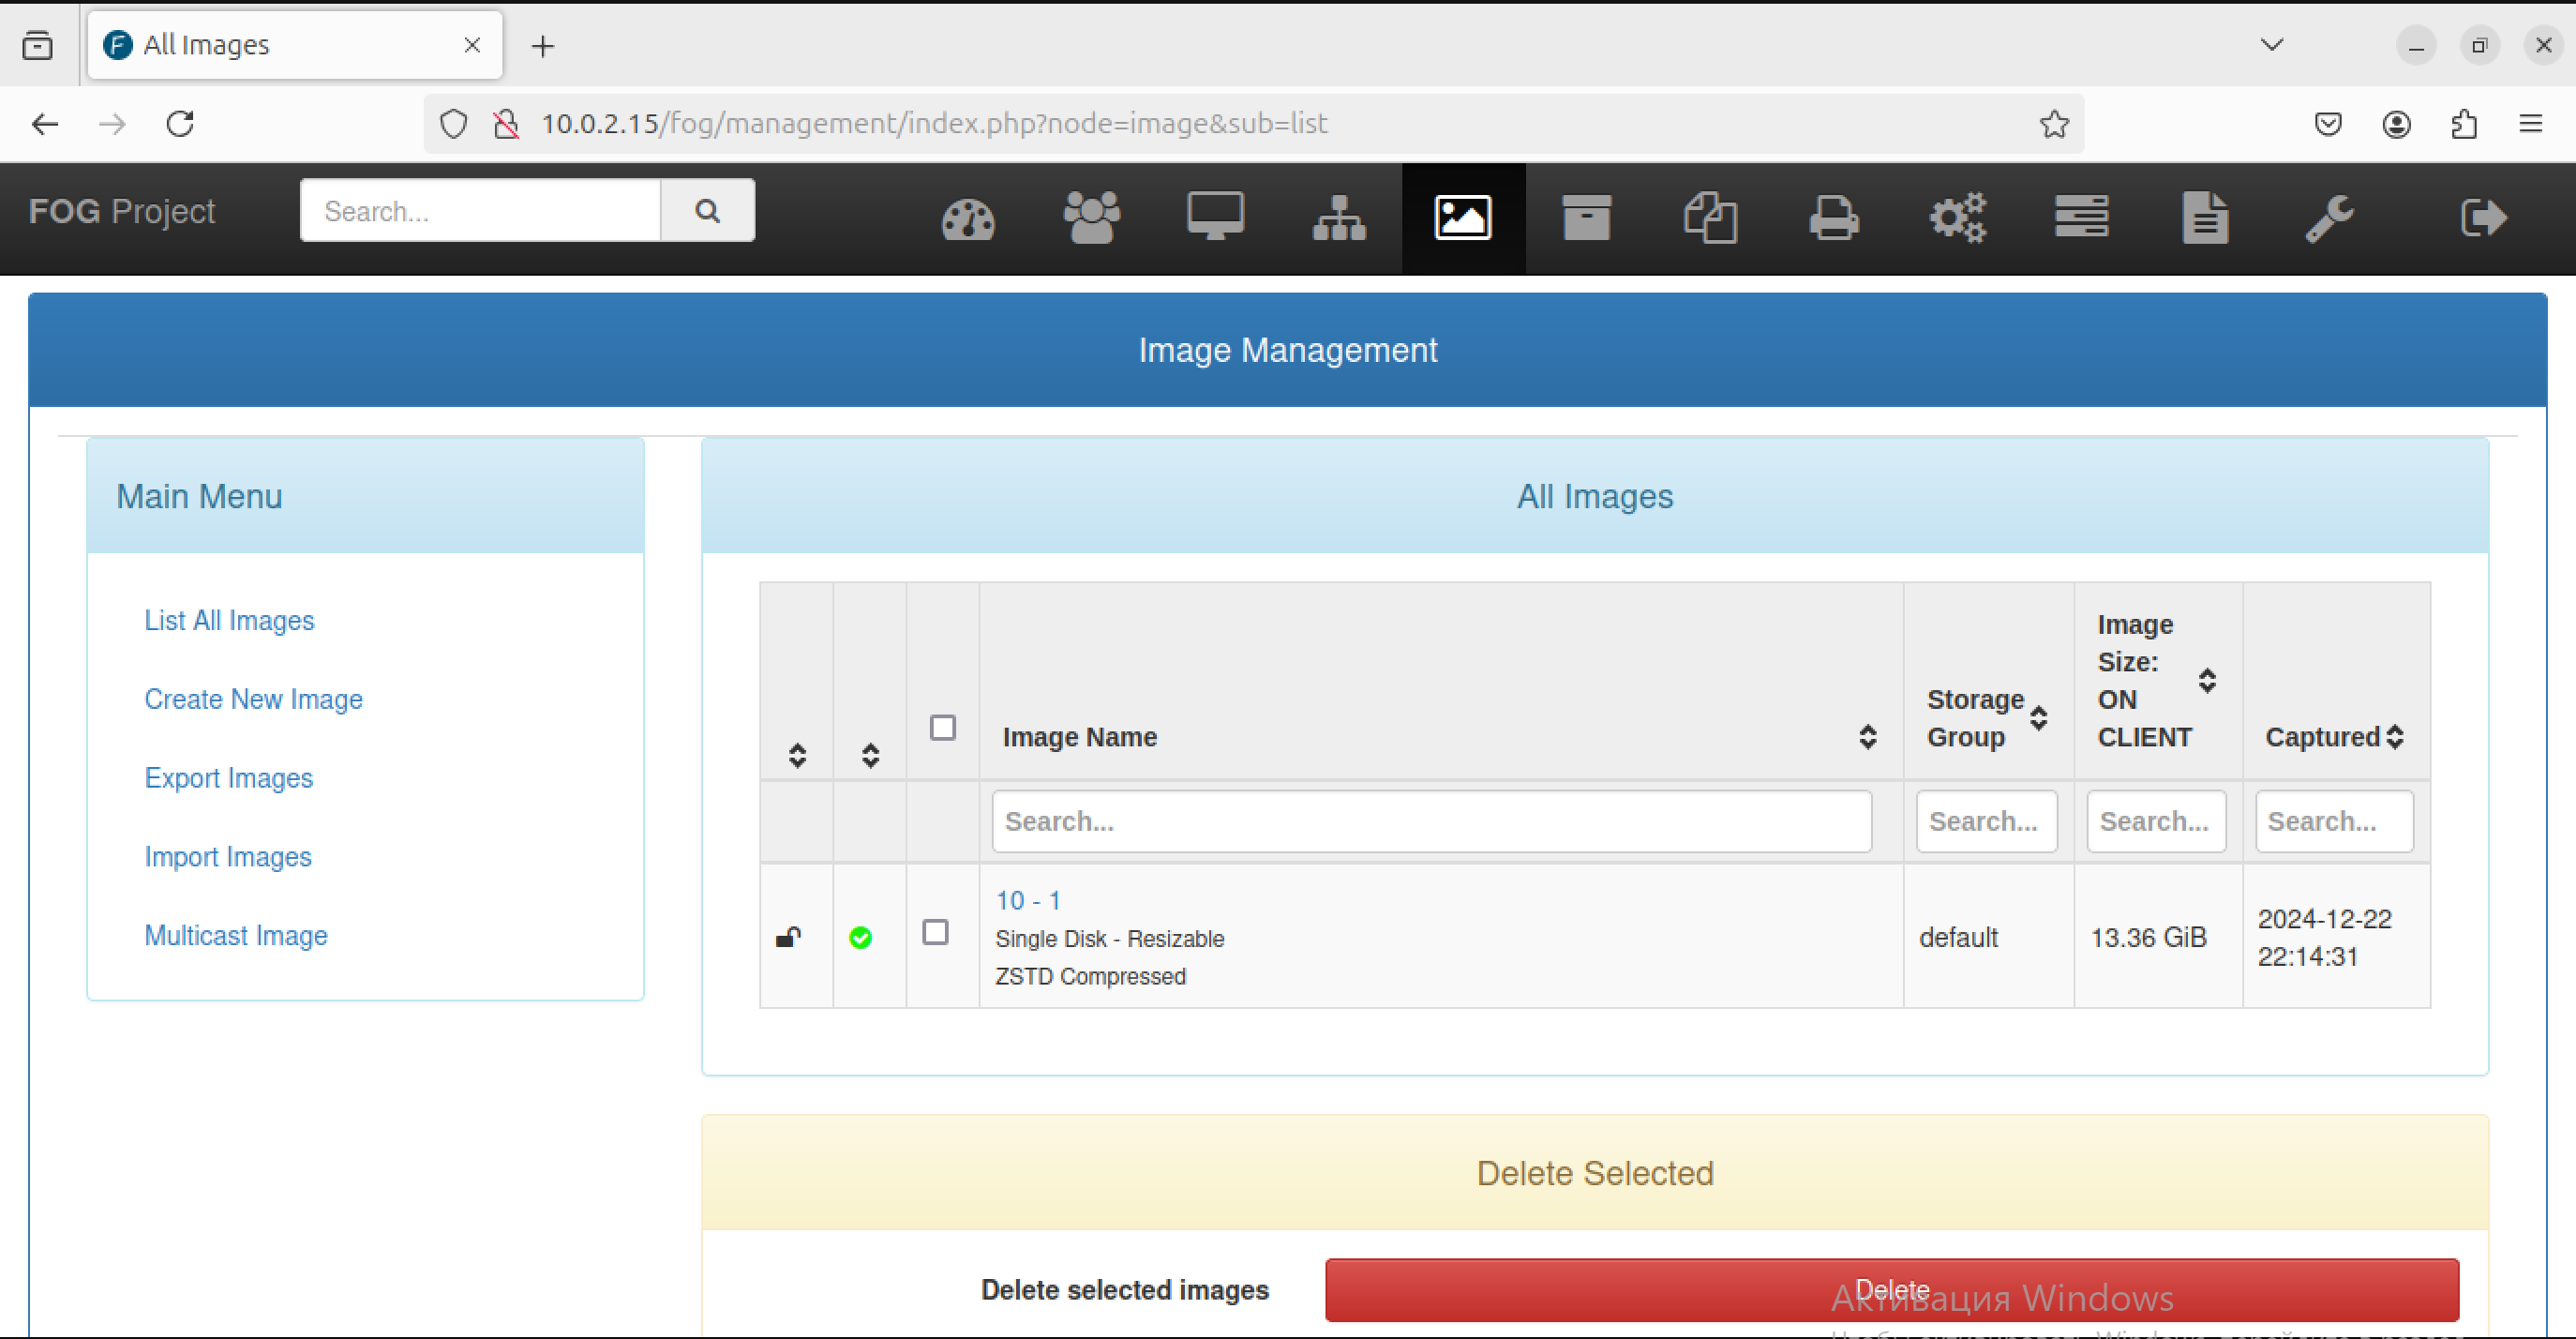 All Images
10.0.2.15/fog/management/index.php?node=image&sub=list
FOG Project
Search...
Image Management
Main Menu
List All Images
Create New Image
Export Images
Import Images
Multicast Image
All Images
Image Name
Storage
Group
Image
Size:
ON
CLIENT
Captured
Search...
Search...
Search...
Search...
10 - 1
Single Disk - Resizable
ZSTD Compressed
default
13.36 GiB
2024-12-22
22:14:31
Delete Selected
Delete selected images
Delete
Активация Windows